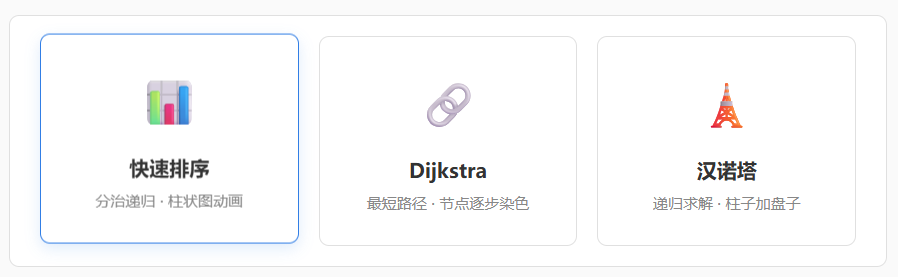 快速排序
分治递归 · 柱状图动画
Dijkstra
最短路径 · 节点逐步染色
汉诺塔
递归求解 · 柱子加盘子